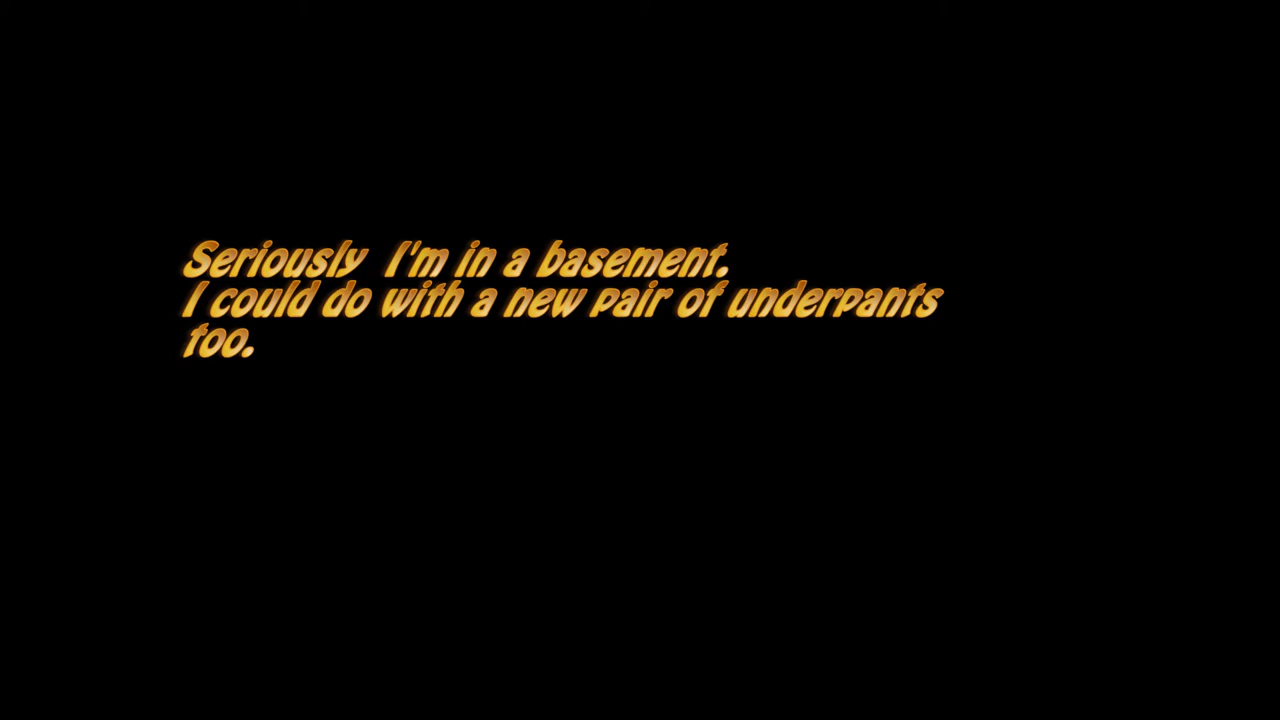 Seriously  I'm in a basement.
I could do with a new pair of underpants
too.